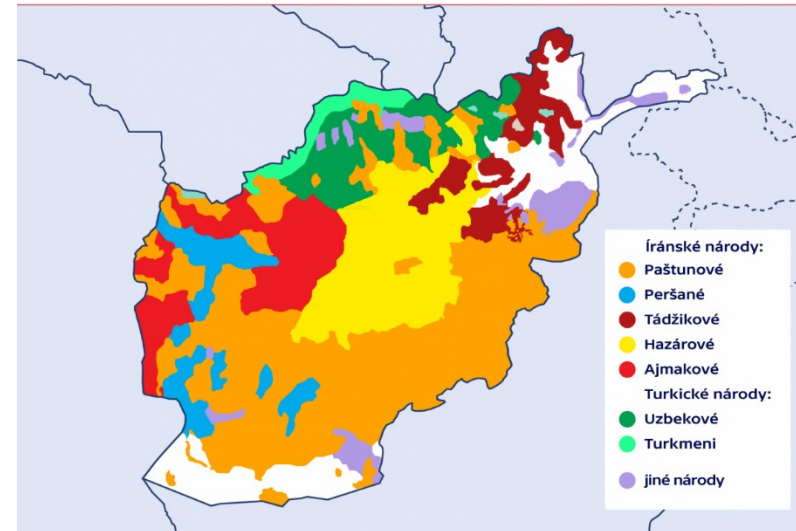 Íránské národy:
Paštunové
Peršané
Tádžikové
Hazárové
Ajmakové
Turkické národy:
Uzbekové
Turkmeni
jiné národy